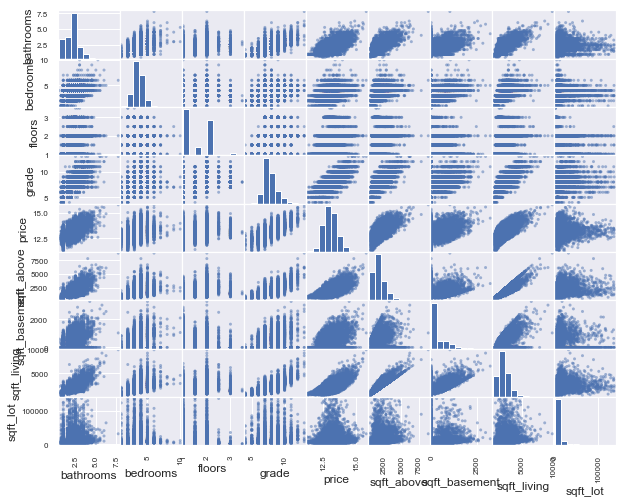 bathrooms
7.5
5.0
2.5
bedrooms
10
5
floors
3
2
1
grade
10
5
price
15.0
12.5
sqft_above
7500
5000
2500
sqft_basement
2000
0
sqft_living
10000
5000
sqft_lot
100000
0
2.5 5.0 7.5 5 10 1 2 3 5 10 12.5 15.0 2500 5000 7500 0 2500 5000 10000 0 100000
bathrooms bedrooms floors grade price sqft_above sqft_basement sqft_living sqft_lot